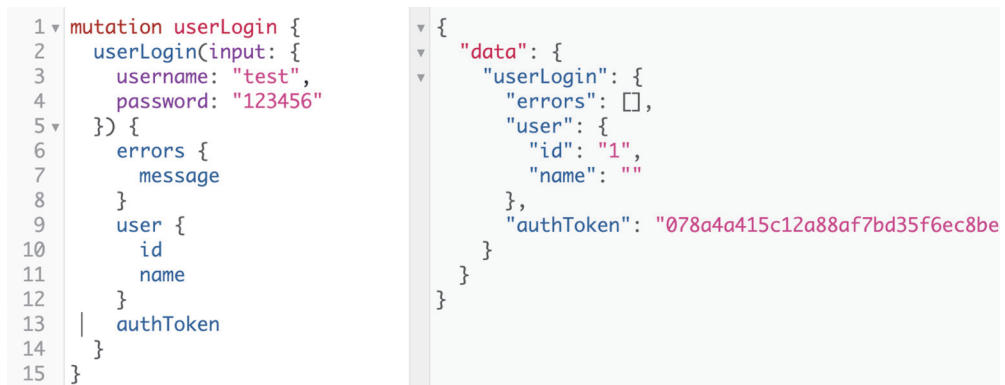 1 mutation userLogin {
2 userLogin(input: {
3 username: "test",
4 password: "123456"
5 }) {
6 errors {
7 message
8 }
9 user {
10 id
11 name
12 }
13 authToken
14 }
15 }
{
"data": {
"userLogin": {
"errors": [],
"user": {
"id": "1",
"name": ""
},
"authToken": "078a4a415c12a88af7bd35f6ec8be
}
}
}